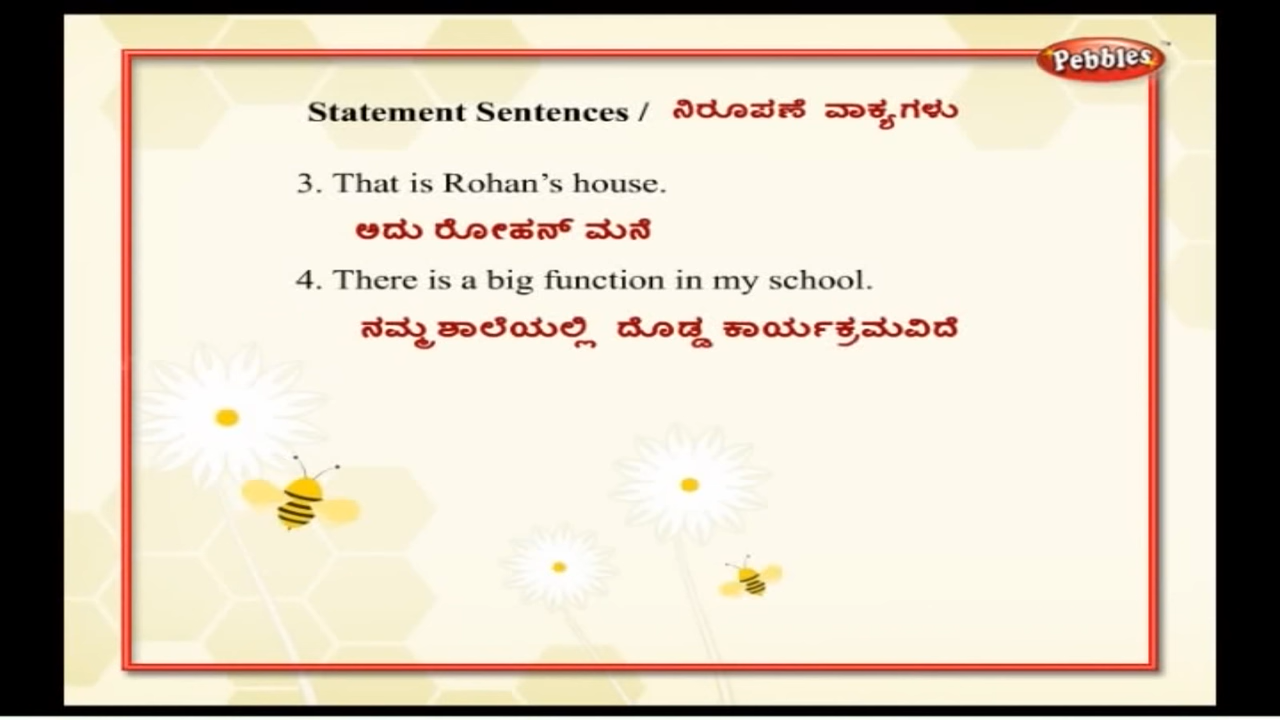 Pebbles™
Statement Sentences / ನಿರೂಪಣೆ ವಾಕ್ಯಗಳು
3. That is Rohan’s house.
ಅದು ರೋಹನ್ ಮನೆ
4. There is a big function in my school.
ನಮ್ಮ ಶಾಲೆಯಲ್ಲಿ ದೊಡ್ಡ ಕಾರ್ಯಕ್ರಮವಿದೆ